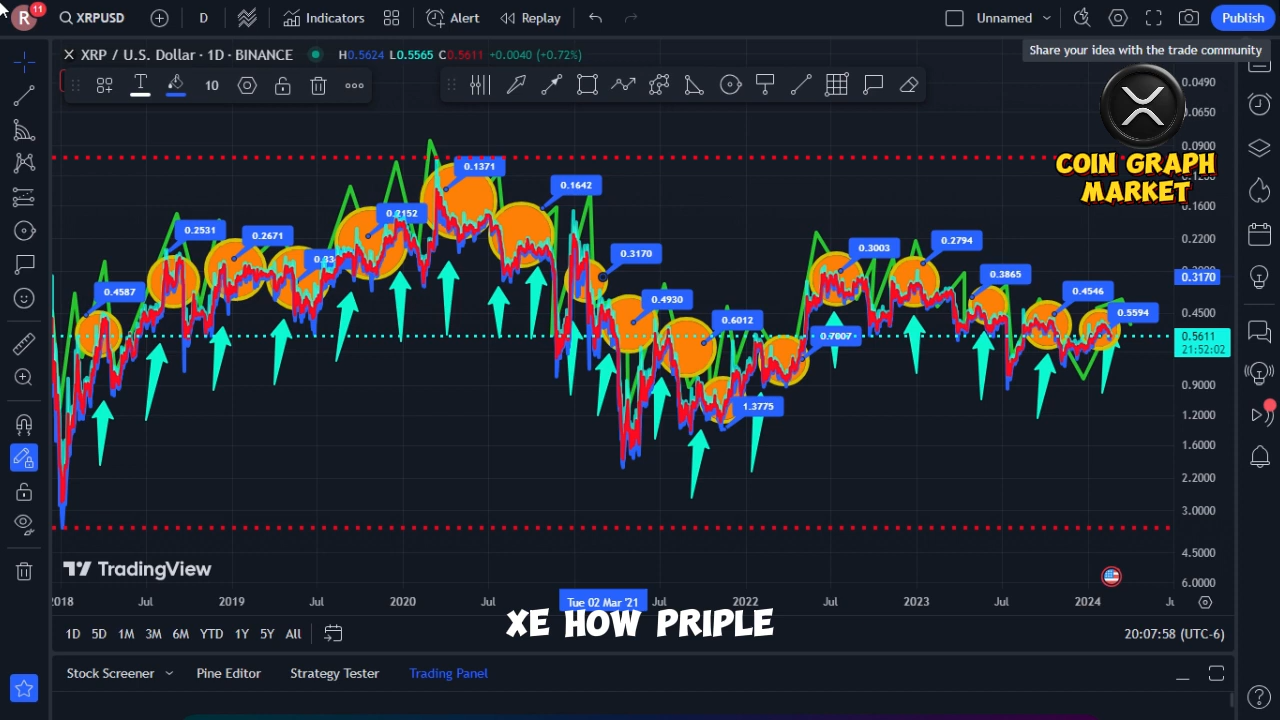 R
11
XRPUSD
D
Indicators
Alert
Replay
Unnamed
Publish
Share your idea with the trade community
XRP / U.S. Dollar · 1D · BINANCE
H0.5624 L0.5565 C0.5611 +0.0040 (+0.72%)
T
10
COIN GRAPH
MARKET
0.0490
0.0650
0.0900
0.1600
0.2200
0.3170
0.4500
0.5611
21:52:02
0.9000
1.2000
1.6000
2.2000
3.0000
4.5000
6.0000
0.4587
0.2531
0.2671
0.2152
0.1371
0.1642
0.3170
0.4930
0.6012
1.3775
0.7007
0.3003
0.2794
0.3865
0.4546
0.5594
TradingView
2018 Jul 2019 Jul 2020 Jul Tue 02 Mar '21 Jul 2022 Jul 2023 Jul 2024
XE HOW PRIPLE
1D 5D 1M 3M 6M YTD 1Y 5Y All
20:07:58 (UTC-6)
Stock Screener Pine Editor Strategy Tester Trading Panel